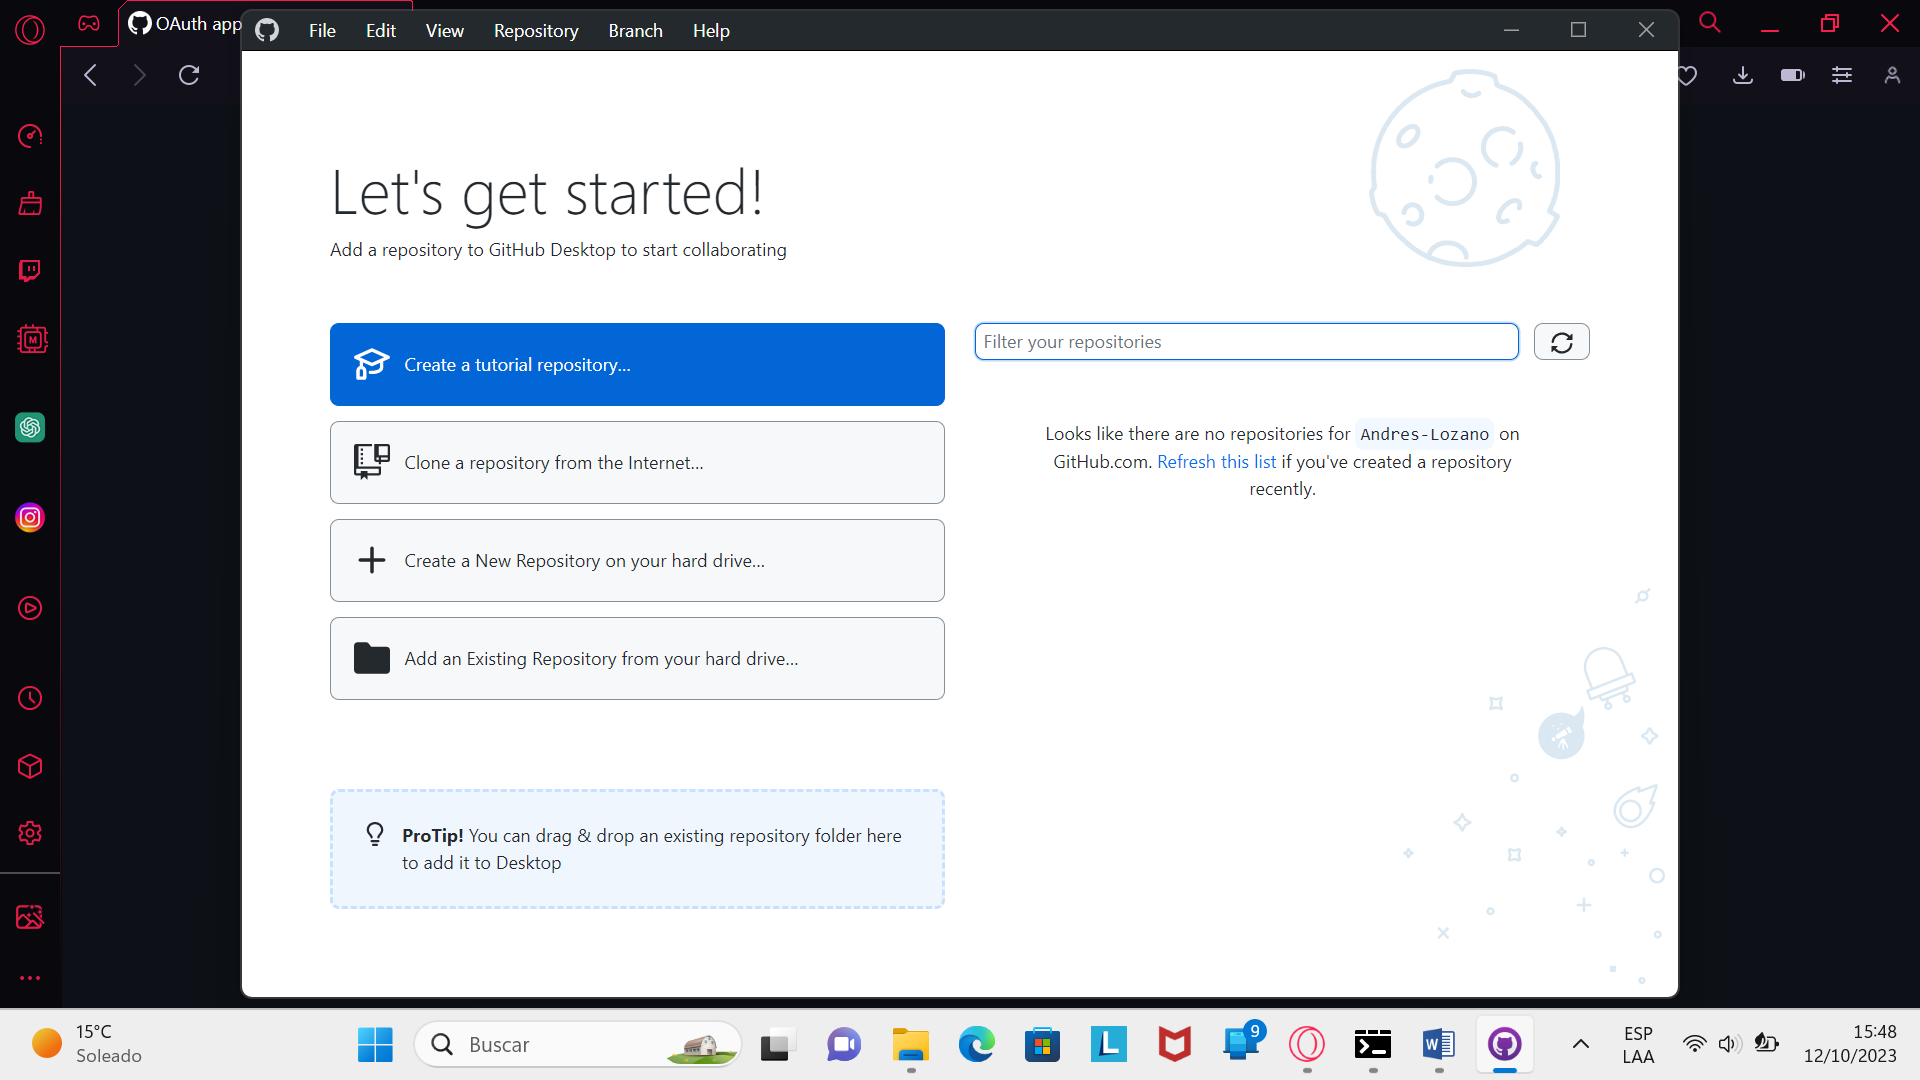 OAuth app
File Edit View Repository Branch Help
Let's get started!
Add a repository to GitHub Desktop to start collaborating
Create a tutorial repository...
Clone a repository from the Internet...
Create a New Repository on your hard drive...
Add an Existing Repository from your hard drive...
ProTip! You can drag & drop an existing repository folder here
to add it to Desktop
Filter your repositories
Looks like there are no repositories for Andres-Lozano on
GitHub.com. Refresh this list if you've created a repository
recently.
M
15°C
Soleado
Buscar
L
9
W
ESP
LAA
15:48
12/10/2023